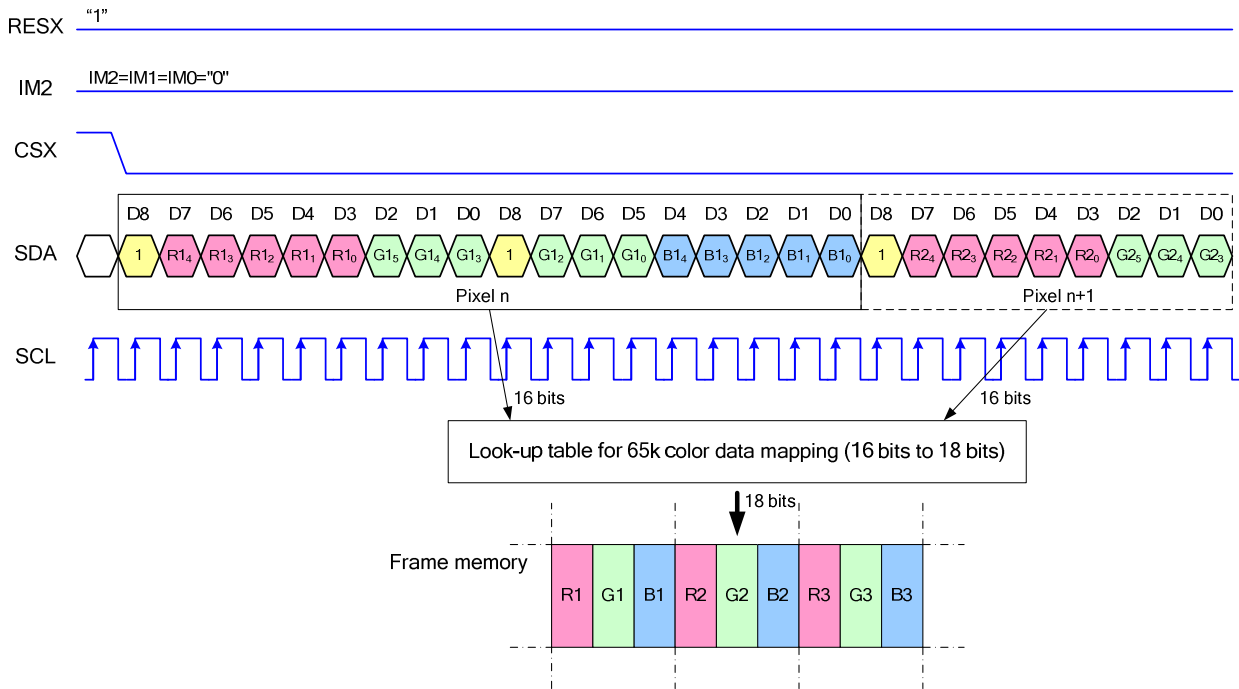 RESX “1”
IM2 IM2=IM1=IM0="0"
CSX
D8 D7 D6 D5 D4 D3 D2 D1 D0 D8 D7 D6 D5 D4 D3 D2 D1 D0 D8 D7 D6 D5 D4 D3 D2 D1 D0
SDA 1 R1₄ R1₃ R1₂ R1₁ R1₀ G1₅ G1₄ G1₃ 1 G1₂ G1₁ G1₀ B1₄ B1₃ B1₂ B1₁ B1₀ 1 R2₄ R2₃ R2₂ R2₁ R2₀ G2₅ G2₄ G2₃
Pixel n Pixel n+1
SCL
16 bits 16 bits
Look-up table for 65k color data mapping (16 bits to 18 bits)
18 bits
Frame memory
R1 G1 B1 R2 G2 B2 R3 G3 B3